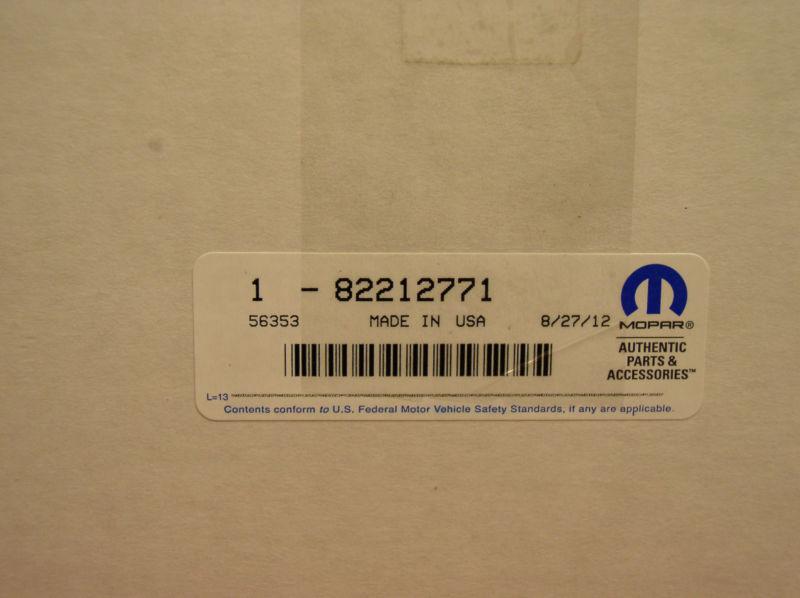 1 - 82212771
56353 MADE IN USA 8/27/12
MOPAR®
AUTHENTIC
PARTS &
ACCESSORIES™
L=13
Contents conform to U.S. Federal Motor Vehicle Safety Standards, if any are applicable.